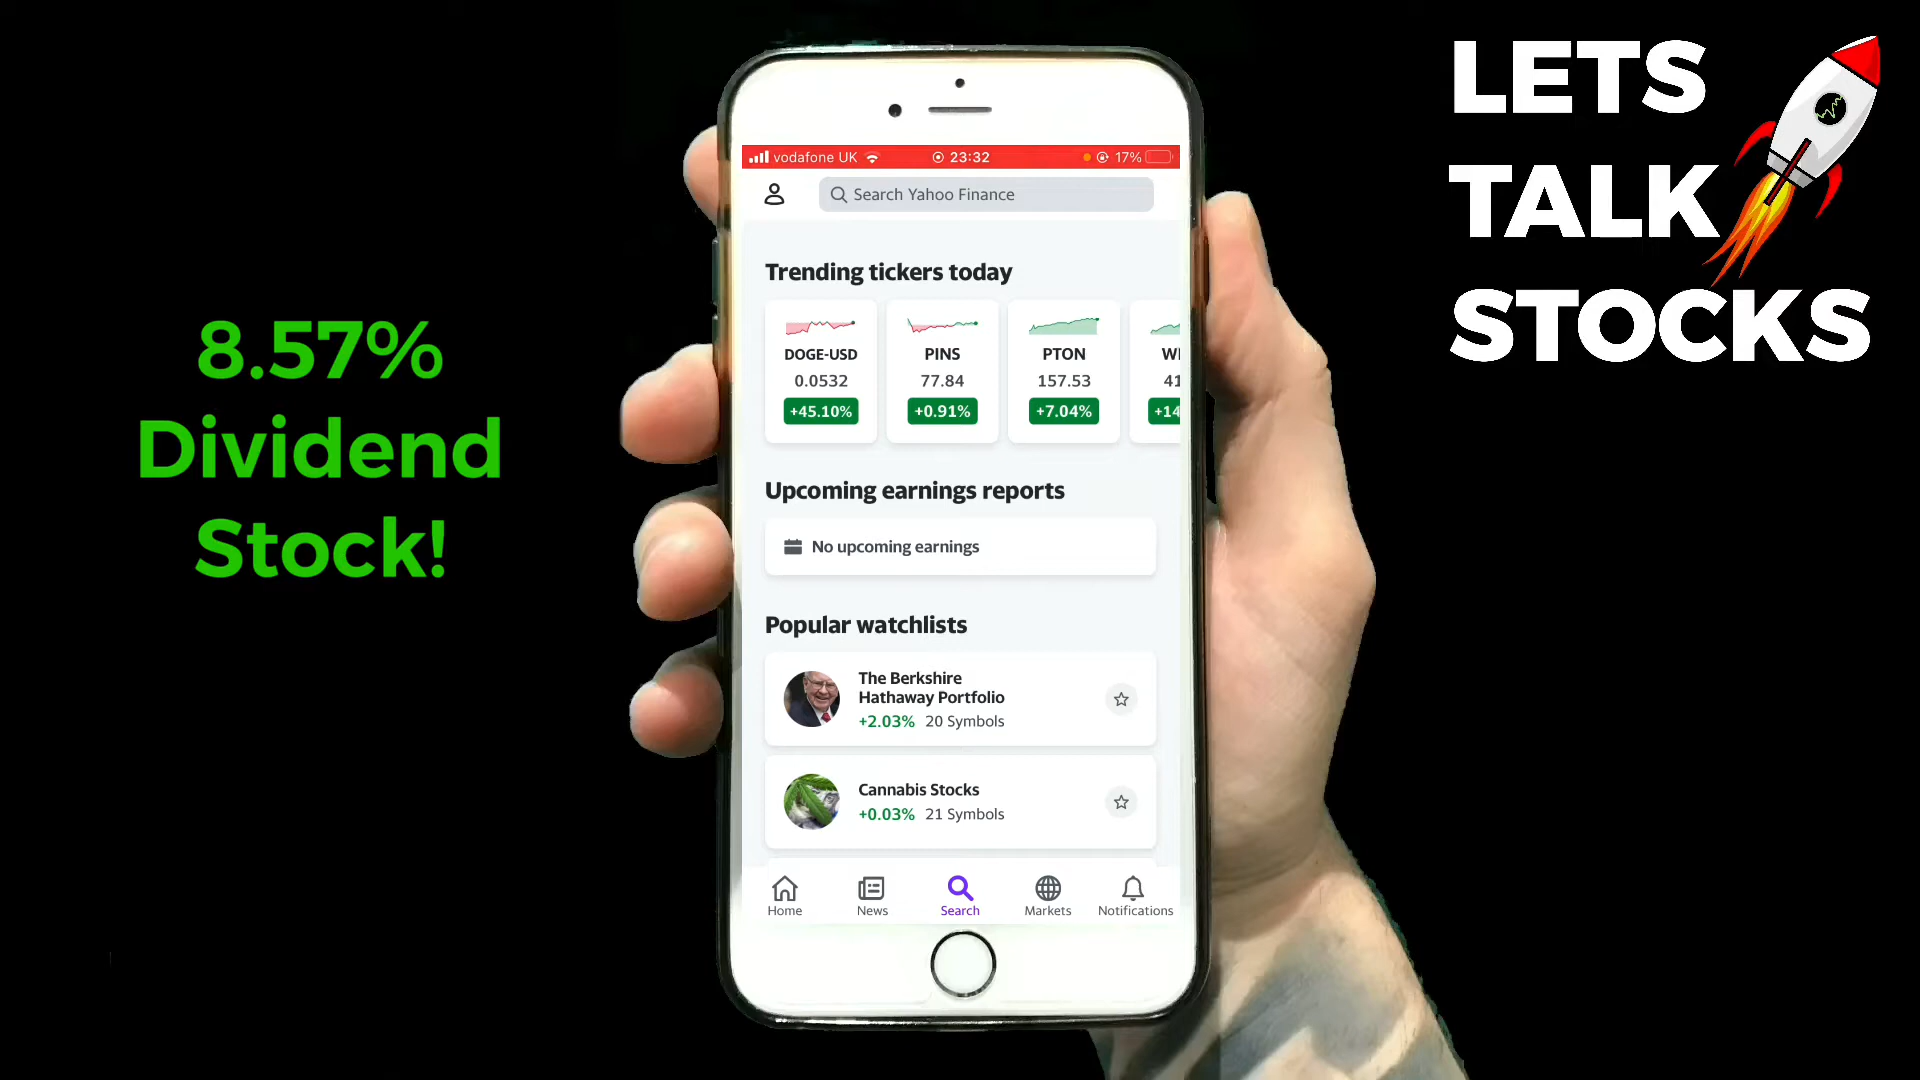 LETS
TALK
STOCKS
8.57%
Dividend
Stock!
vodafone UK 23:32 17%
Search Yahoo Finance
Trending tickers today
DOGE-USD PINS PTON
0.0532 77.84 157.53 41
+45.10% +0.91% +7.04% +14
Upcoming earnings reports
No upcoming earnings
Popular watchlists
The Berkshire
Hathaway Portfolio
+2.03% 20 Symbols
Cannabis Stocks
+0.03% 21 Symbols
Home News Search Markets Notifications